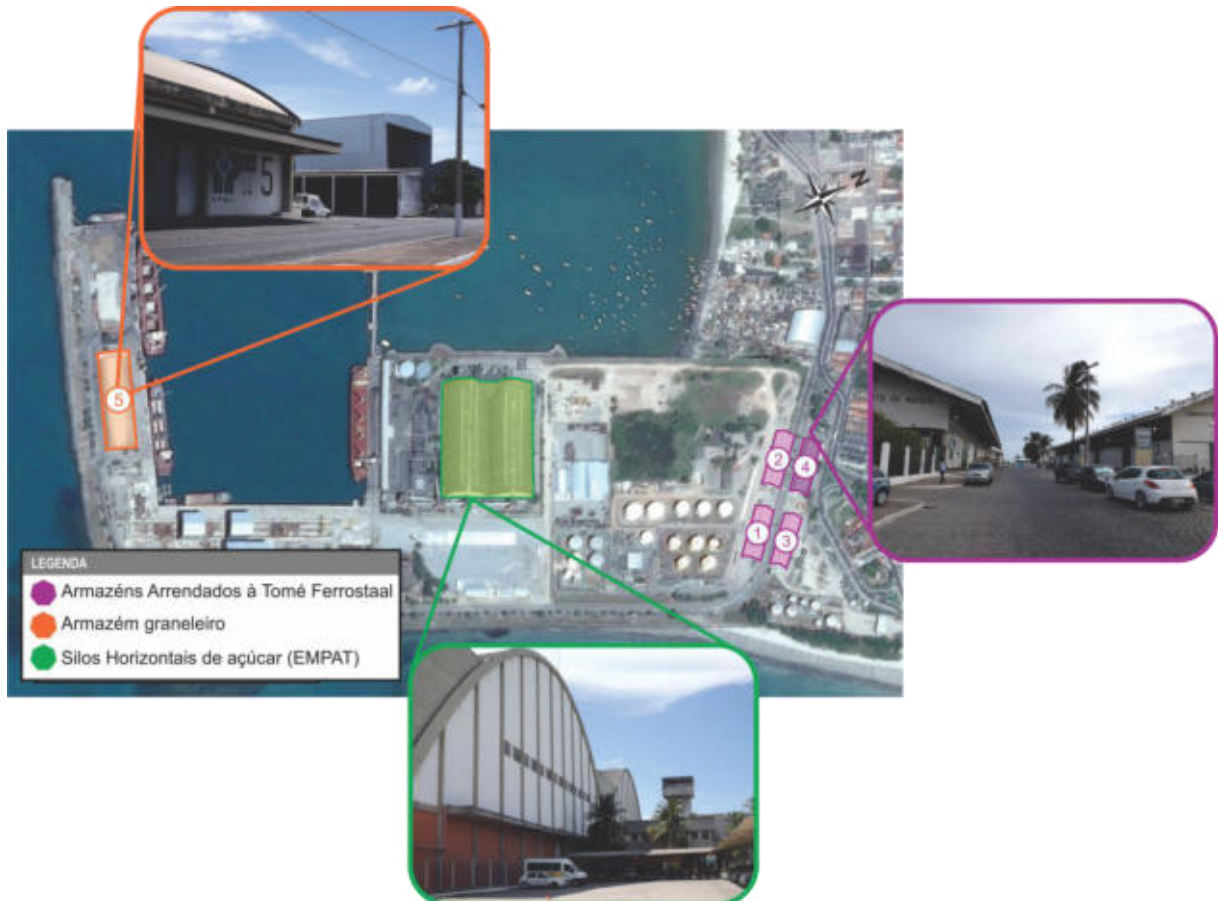 5
N
5
2
4
1
3
LEGENDA
Armazéns Arrendados à Tomé Ferrostaal
Armazém graneleiro
Silos Horizontais de açúcar (EMPAT)